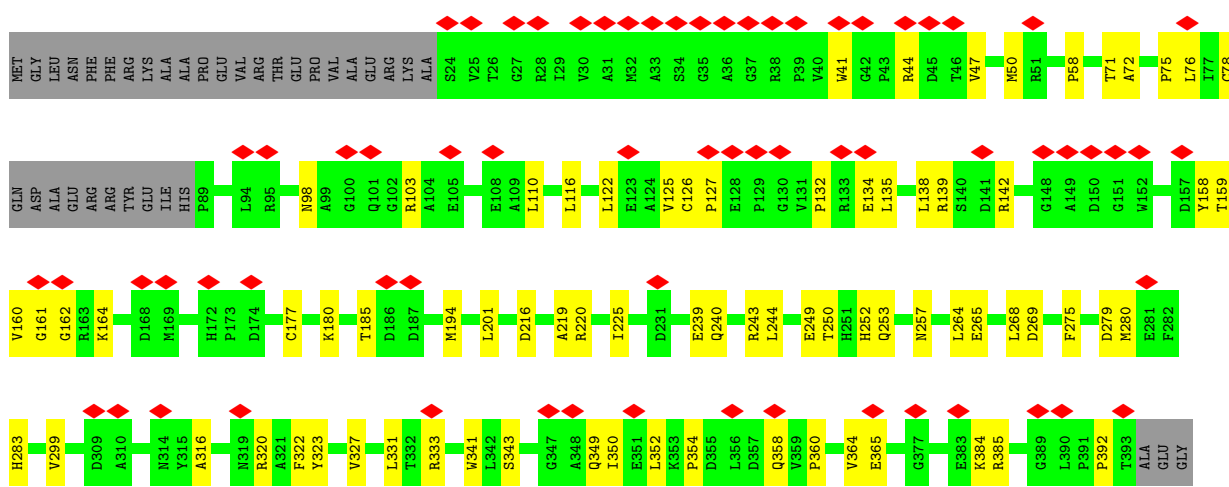 MET GLY LEU ASN PHE PHE ARG LYS ALA ALA PRO GLU VAL ARG THR GLU PRO VAL ALA GLU ARG LYS ALA S24 V25 T26 G27 R28 I29 V30 A31 M32 A33 S34 G35 A36 G37 R38 P39 V40 W41 G42 P43 R44 D45 T46 V47 M50 R51 P58 T71 A72 P75 L76 I77 C78
GLN ASP ALA GLU ARG ARG TYR GLU ILE HIS P89 L94 R95 N98 A99 G100 Q101 G102 R103 A104 E105 E108 A109 L110 L116 L122 E123 A124 V125 C126 P127 E128 P129 G130 V131 P132 R133 E134 L135 L138 R139 S140 D141 R142 G148 A149 D150 G151 W152 D157 Y158 T159
V160 G161 G162 R163 K164 D168 M169 H172 P173 D174 C177 K180 T185 D186 D187 M194 L201 D216 A219 R220 I225 D231 E239 Q240 R243 L244 E249 T250 H251 H252 Q253 N257 L264 E265 L268 D269 F275 D279 M280 E281 F282
H283 V299 D309 A310 N314 Y315 A316 N319 R320 A321 F322 Y323 V327 L331 T332 R333 W341 L342 S343 G347 A348 Q349 I350 E351 L352 K353 P354 D355 L356 D357 Q358 V359 P360 V364 E365 G377 E383 K384 R385 G389 L390 P391 P392 T393 ALA GLU GLY